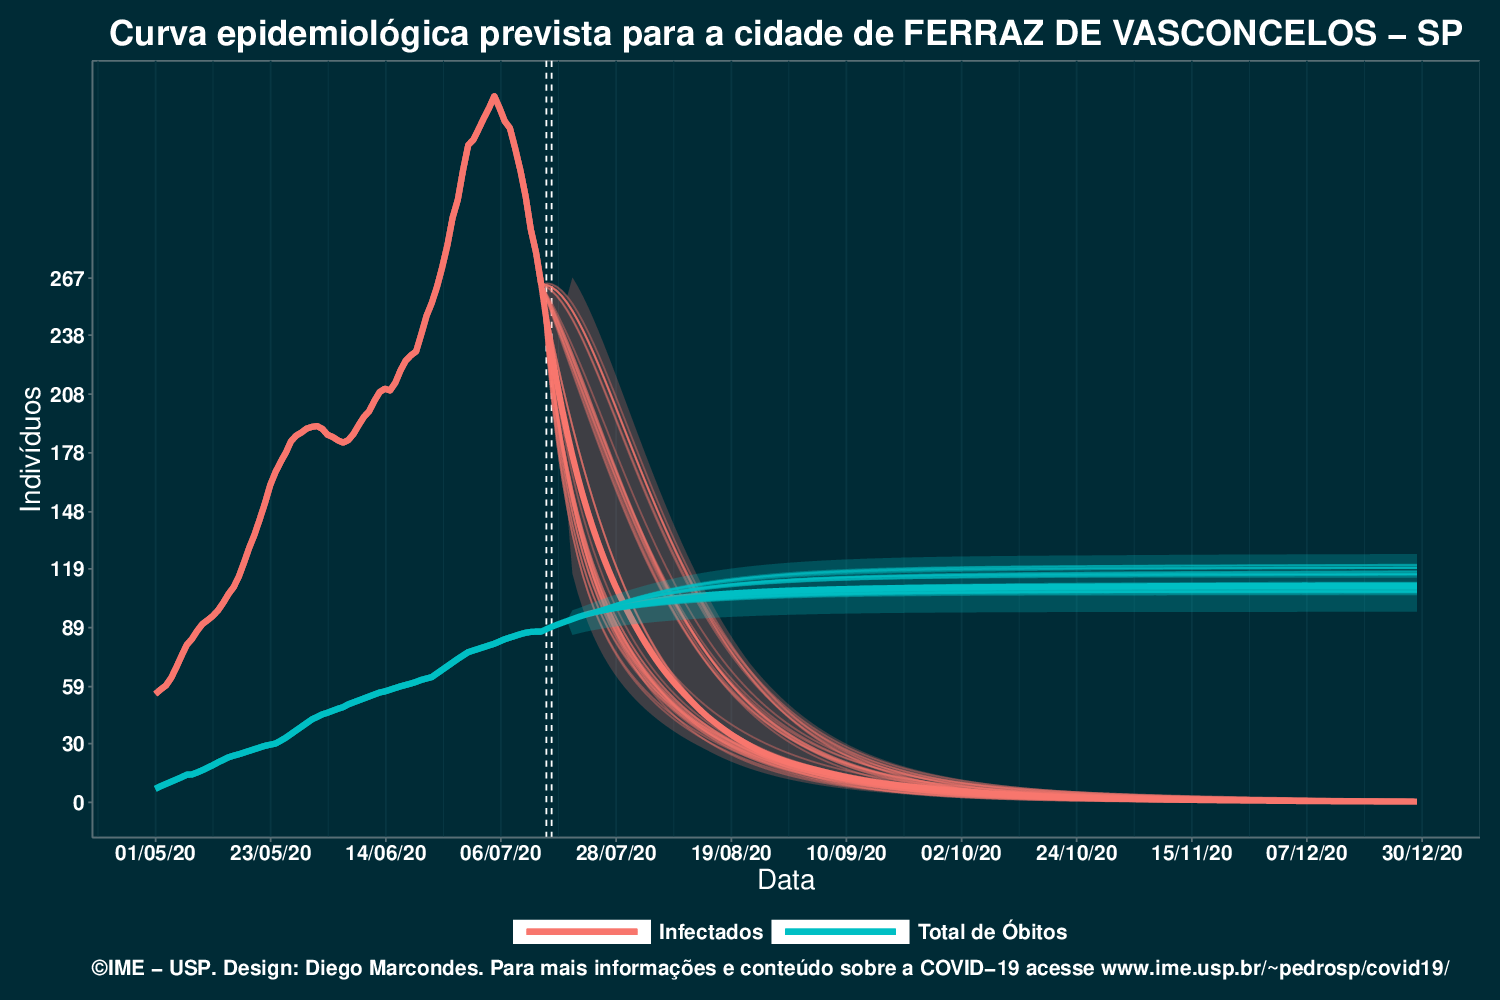 Curva epidemiológica prevista para a cidade de FERRAZ DE VASCONCELOS – SP
Indivíduos
267
238
208
178
148
119
89
59
30
0
01/05/20 23/05/20 14/06/20 06/07/20 28/07/20 19/08/20 10/09/20 02/10/20 24/10/20 15/11/20 07/12/20 30/12/20
Data
Infectados Total de Óbitos
©IME – USP. Design: Diego Marcondes. Para mais informações e conteúdo sobre a COVID–19 acesse www.ime.usp.br/~pedrosp/covid19/